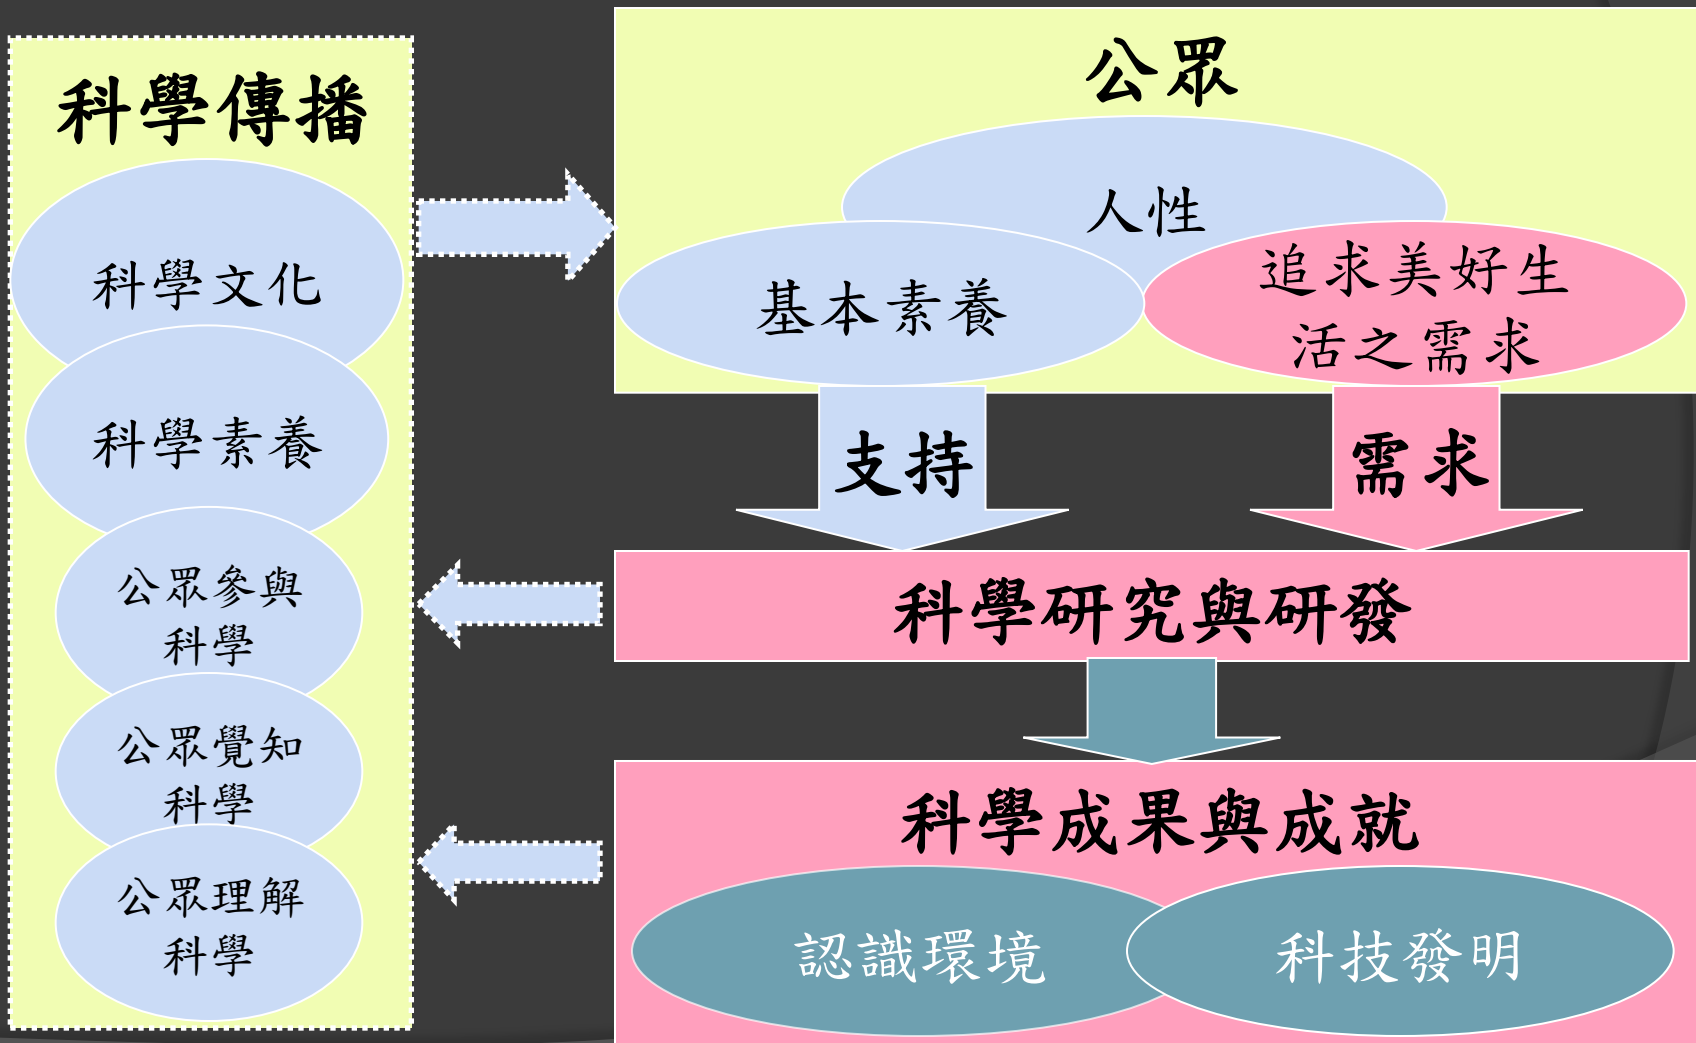 科學傳播
科學文化
科學素養
公眾參與
科學
公眾覺知
科學
公眾理解
科學
公眾
人性
基本素養
追求美好生
活之需求
支持
需求
科學研究與研發
科學成果與成就
認識環境
科技發明